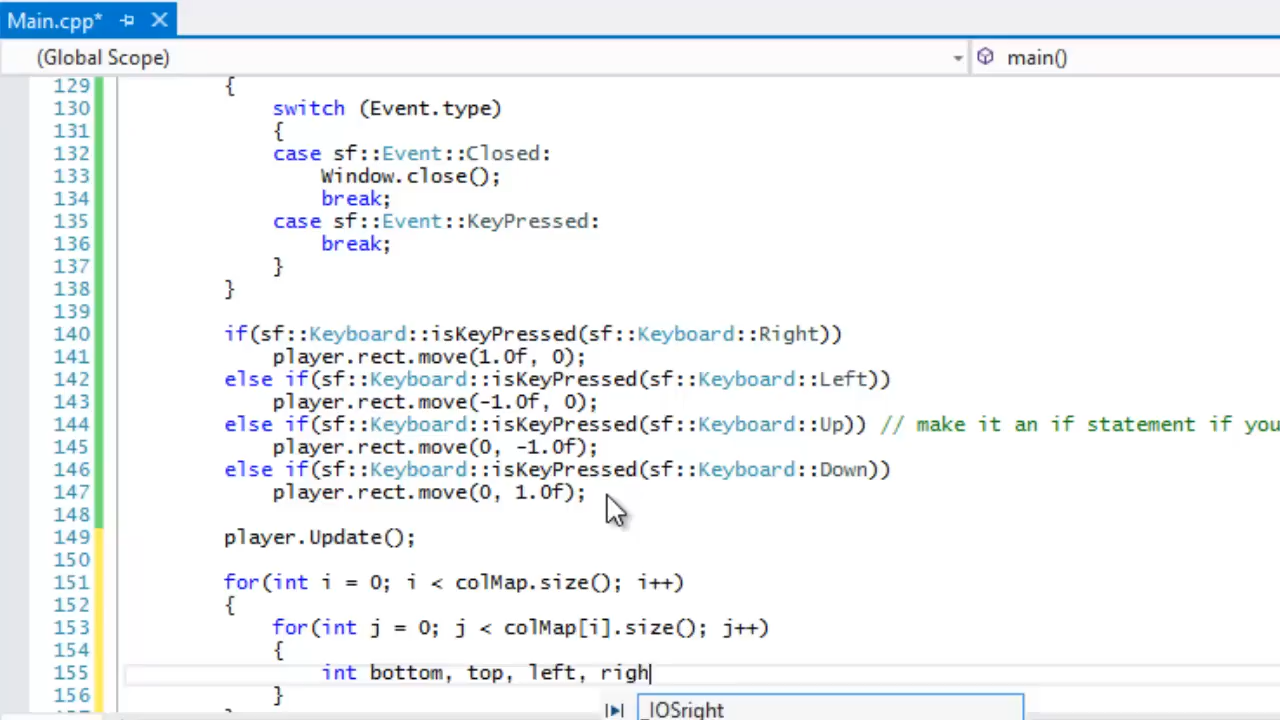 Main.cpp*
(Global Scope) main()
129 {
130 switch (Event.type)
131 {
132 case sf::Event::Closed:
133 Window.close();
134 break;
135 case sf::Event::KeyPressed:
136 break;
137 }
138 }
139
140 if(sf::Keyboard::isKeyPressed(sf::Keyboard::Right))
141 player.rect.move(1.0f, 0);
142 else if(sf::Keyboard::isKeyPressed(sf::Keyboard::Left))
143 player.rect.move(-1.0f, 0);
144 else if(sf::Keyboard::isKeyPressed(sf::Keyboard::Up)) // make it an if statement if you
145 player.rect.move(0, -1.0f);
146 else if(sf::Keyboard::isKeyPressed(sf::Keyboard::Down))
147 player.rect.move(0, 1.0f);
148
149 player.Update();
150
151 for(int i = 0; i < colMap.size(); i++)
152 {
153 for(int j = 0; j < colMap[i].size(); j++)
154 {
155 int bottom, top, left, righ
156 }
_IOSright